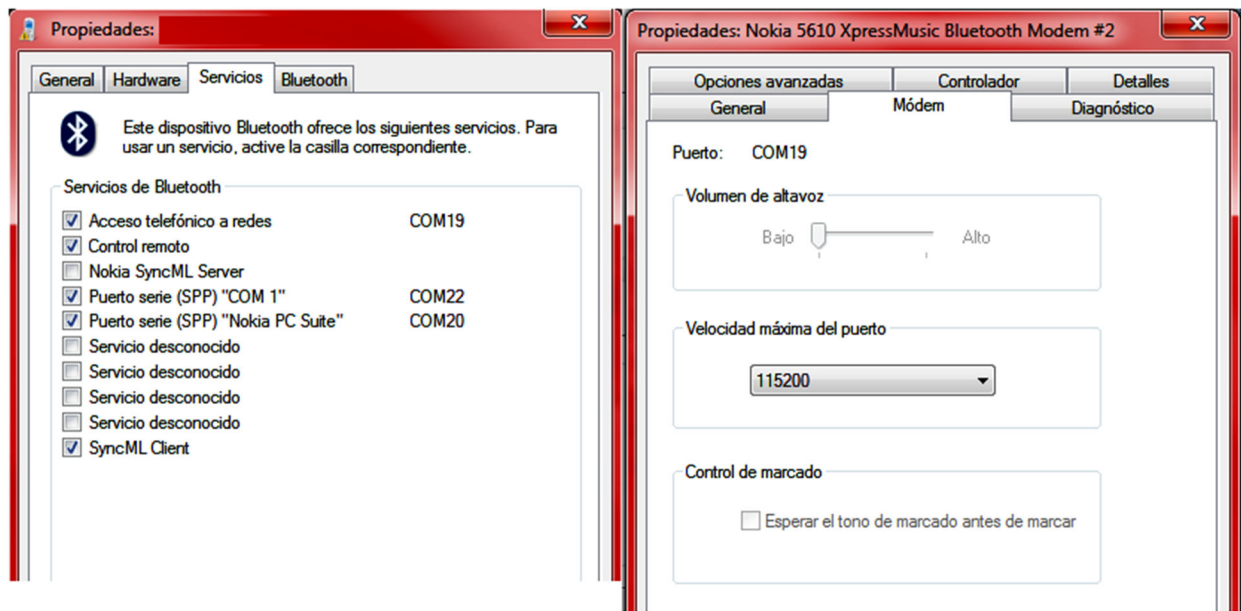 Propiedades:
General Hardware Servicios Bluetooth
Este dispositivo Bluetooth ofrece los siguientes servicios. Para
usar un servicio, active la casilla correspondiente.
Servicios de Bluetooth
Acceso telefónico a redes COM19
Control remoto
Nokia SyncML Server
Puerto serie (SPP) "COM 1" COM22
Puerto serie (SPP) "Nokia PC Suite" COM20
Servicio desconocido
Servicio desconocido
Servicio desconocido
Servicio desconocido
SyncML Client
Propiedades: Nokia 5610 XpressMusic Bluetooth Modem #2
Opciones avanzadas Controlador Detalles
General Módem Diagnóstico
Puerto: COM19
Volumen de altavoz
Bajo Alto
Velocidad máxima del puerto
115200
Control de marcado
Esperar el tono de marcado antes de marcar